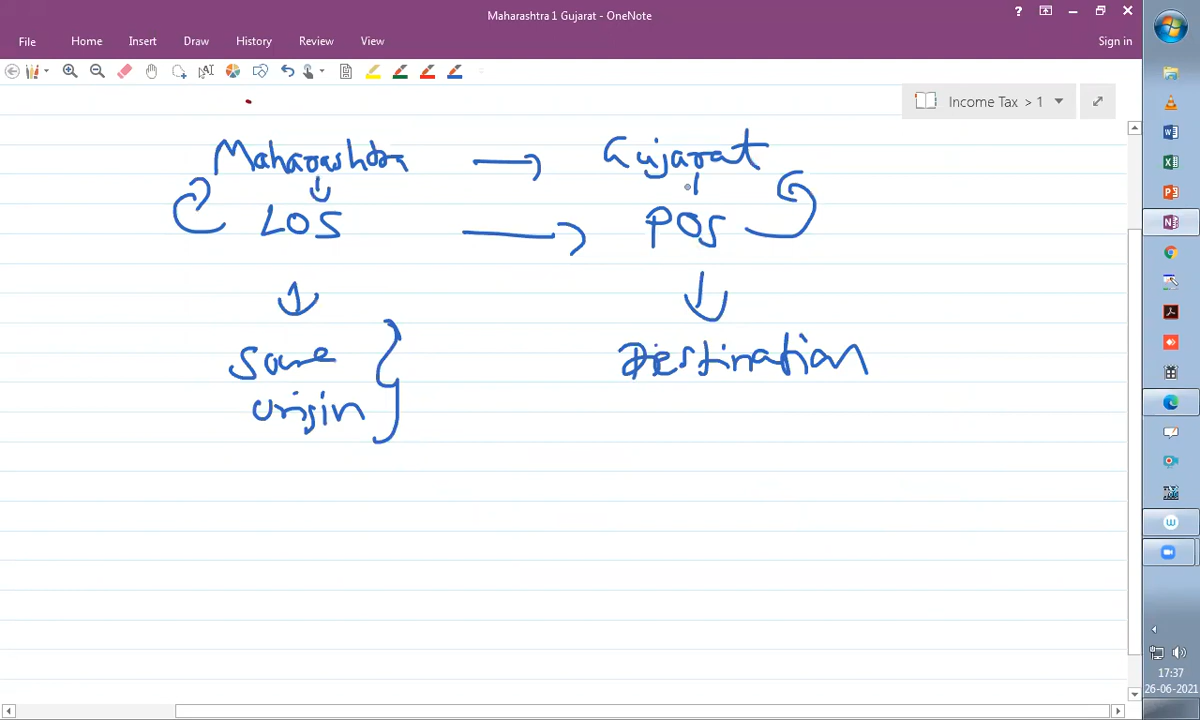 Maharashtra 1 Gujarat - OneNote
File Home Insert Draw History Review View
Sign in
Income Tax > 1
Maharashtra Gujarat
LOS POS
Some Destination
origin
17:37
26-06-2021